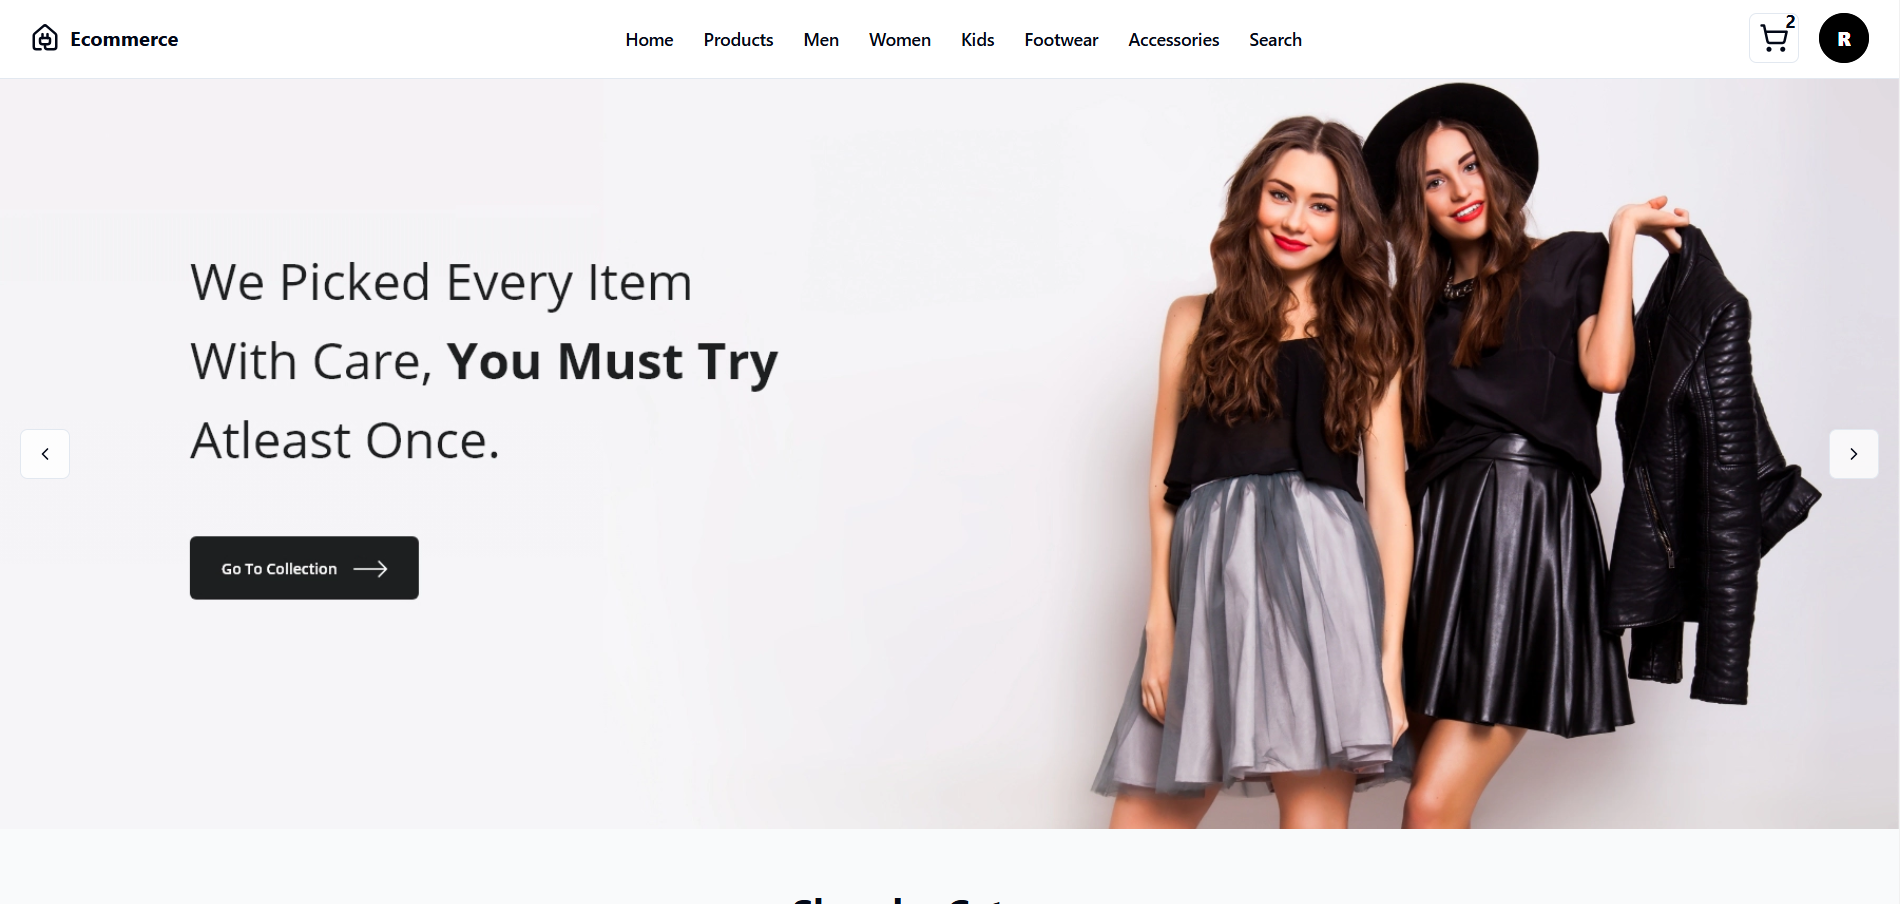 Ecommerce
Home Products Men Women Kids Footwear Accessories Search
2
R
We Picked Every Item
With Care, You Must Try
Atleast Once.
Go To Collection